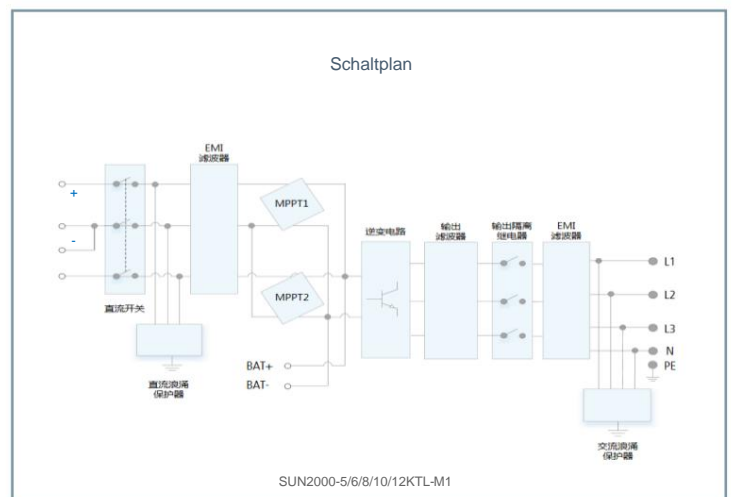 Schaltplan
EMI
滤波器
+
-
MPPT1
MPPT2
直流开关
直流浪涌
保护器
BAT+
BAT-
逆变电路
输出
滤波器
输出隔离
继电器
EMI
滤波器
L1
L2
L3
N
PE
交流浪涌
保护器
SUN2000-5/6/8/10/12KTL-M1